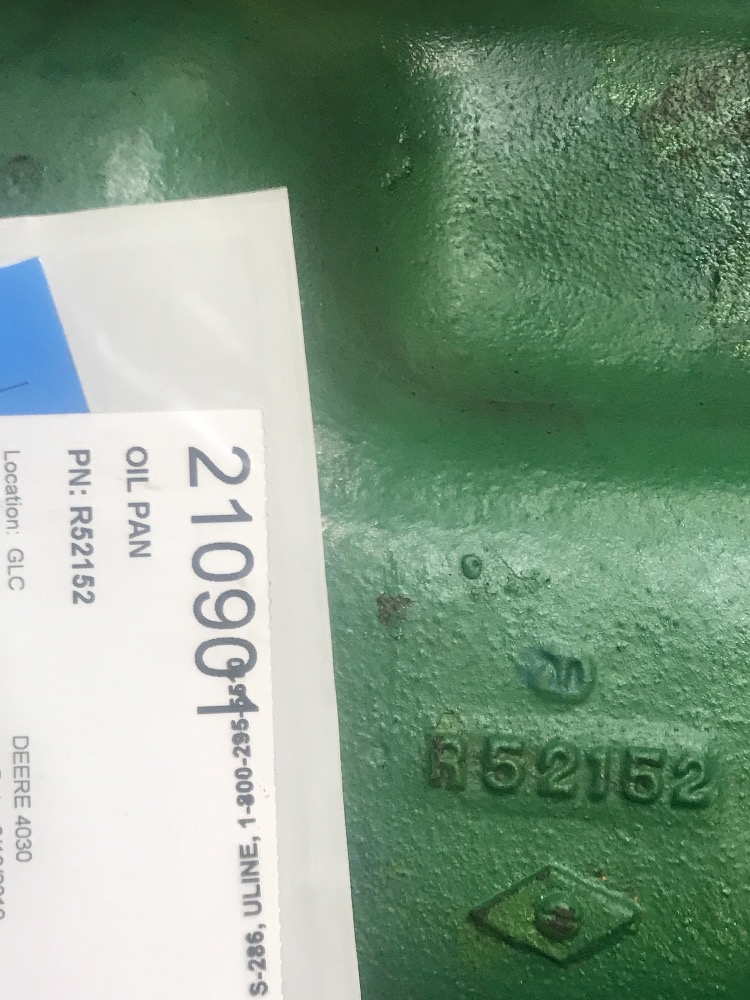 210901
OIL PAN
PN: R52152
Location: GLC
DEERE 4030
S-286, ULINE, 1-800-295-5510
R52152